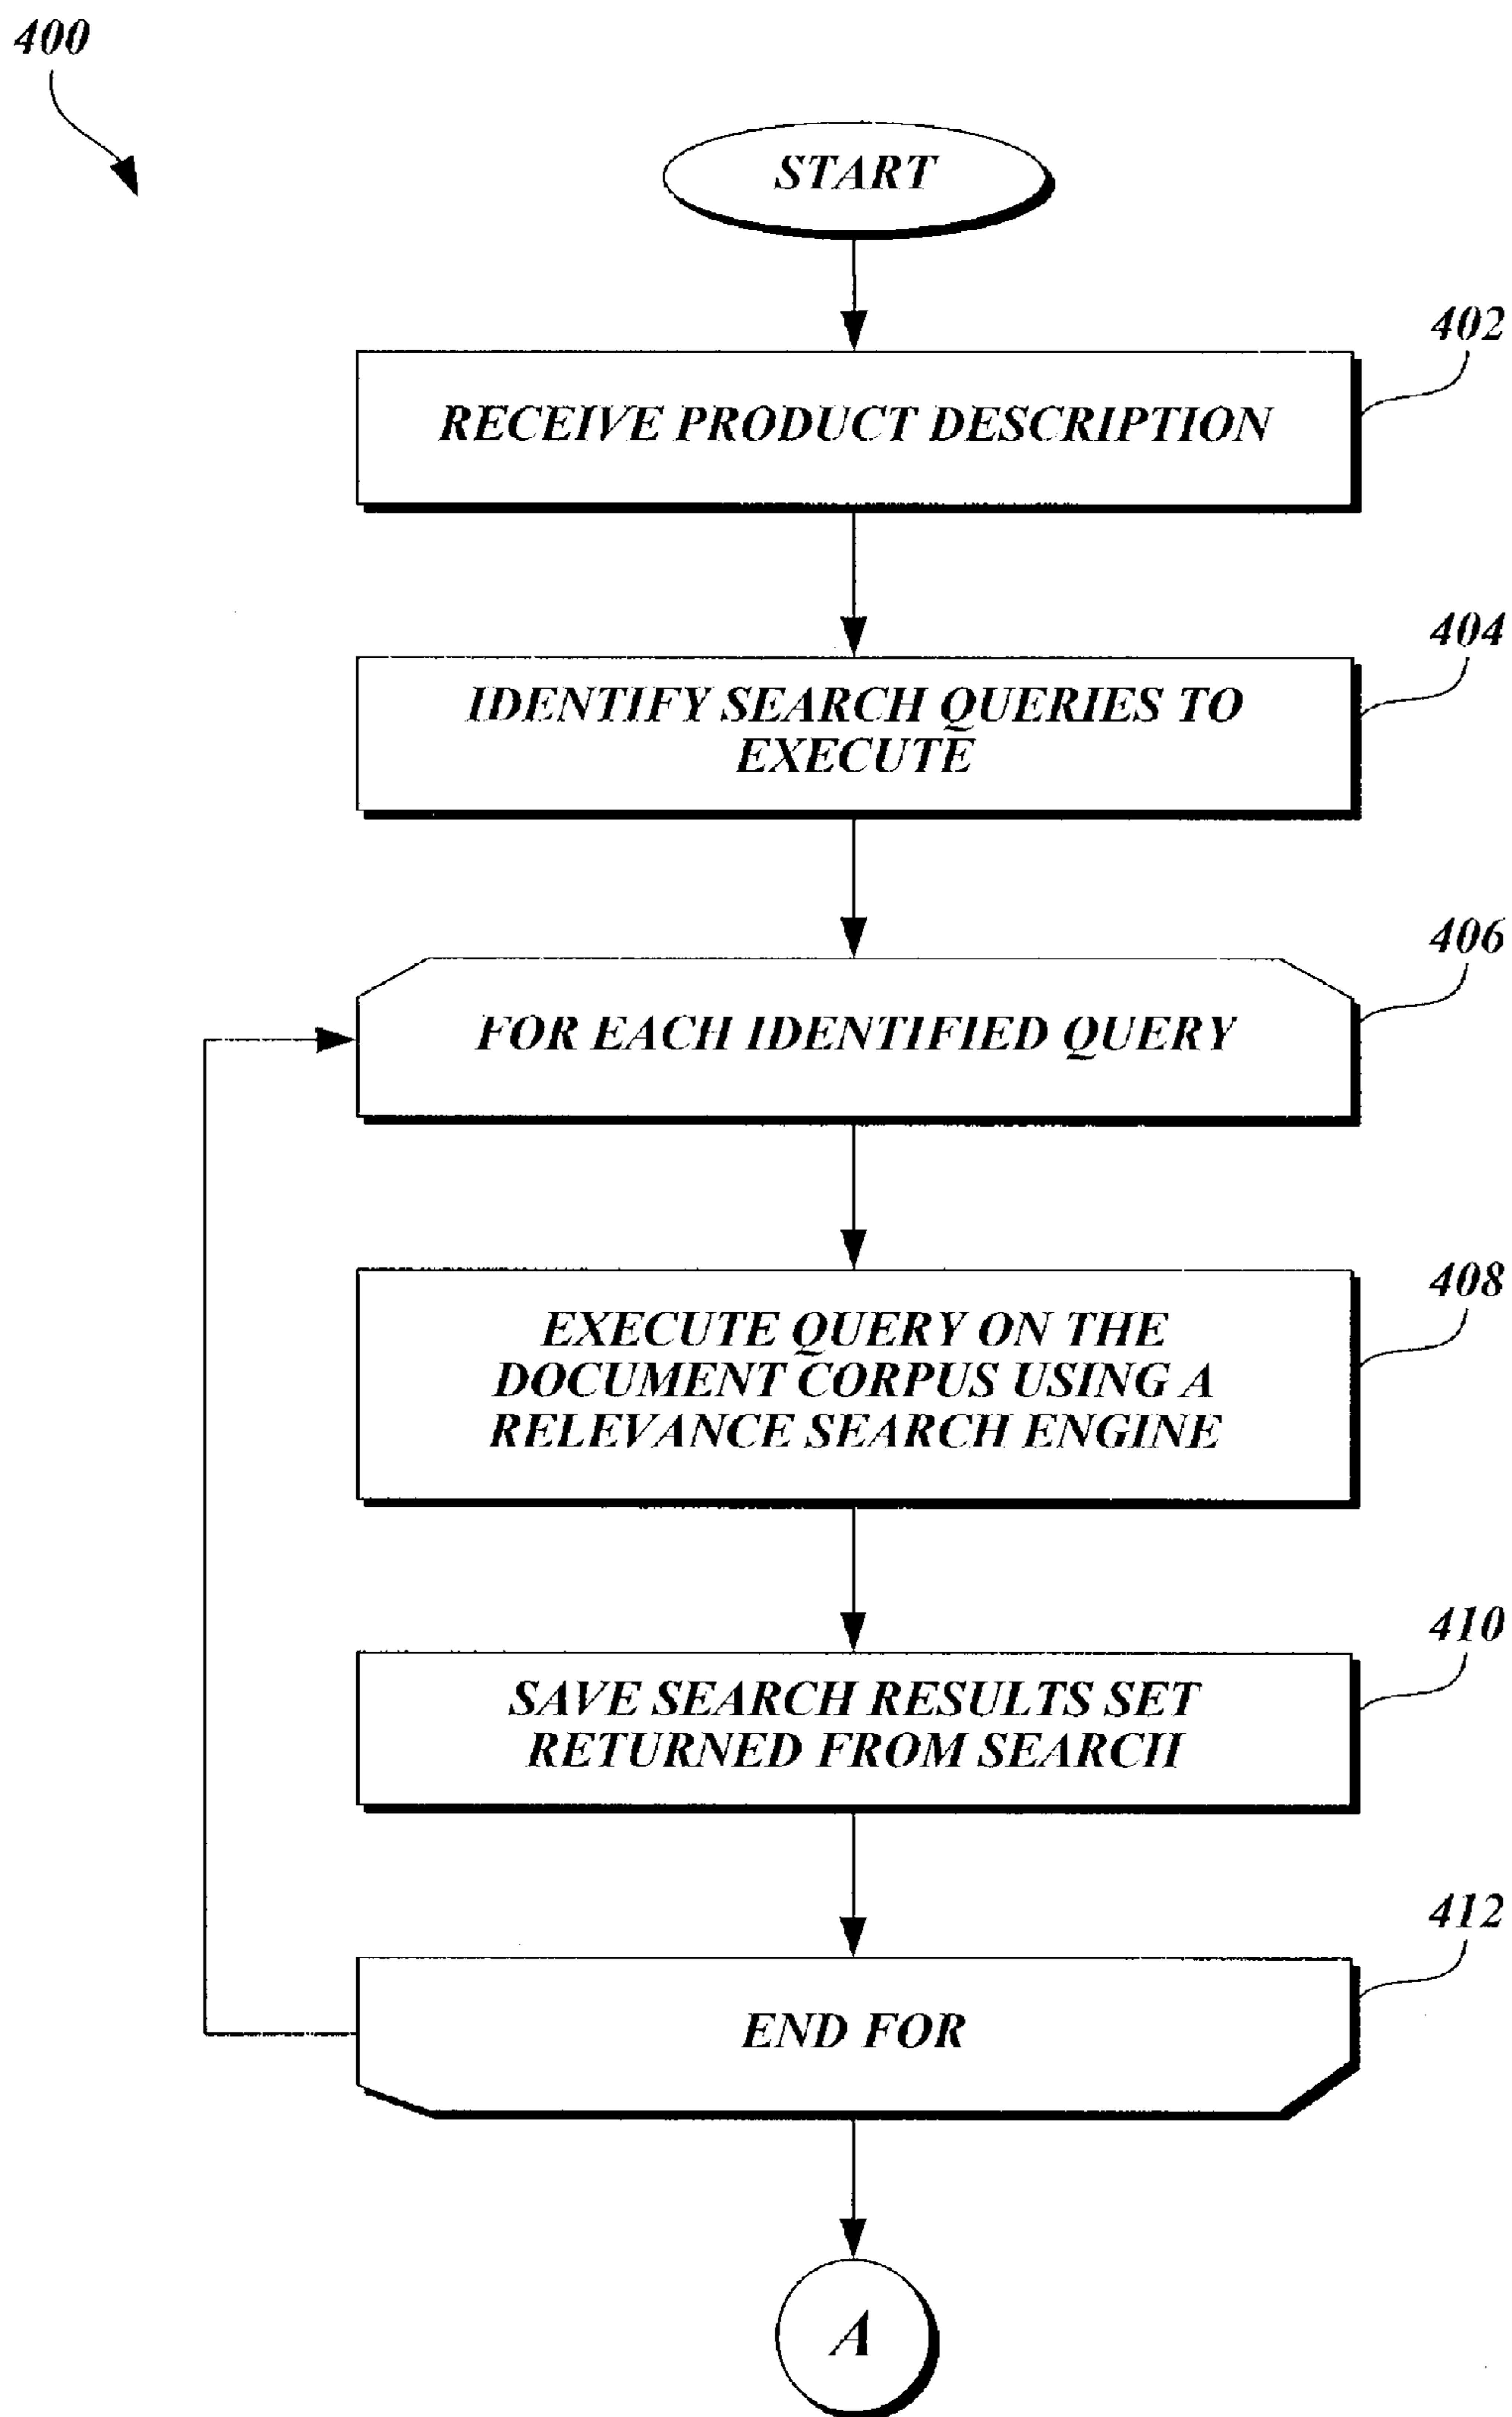 400
START
402
RECEIVE PRODUCT DESCRIPTION
404
IDENTIFY SEARCH QUERIES TO
EXECUTE
406
FOR EACH IDENTIFIED QUERY
408
EXECUTE QUERY ON THE
DOCUMENT CORPUS USING A
RELEVANCE SEARCH ENGINE
410
SAVE SEARCH RESULTS SET
RETURNED FROM SEARCH
412
END FOR
A